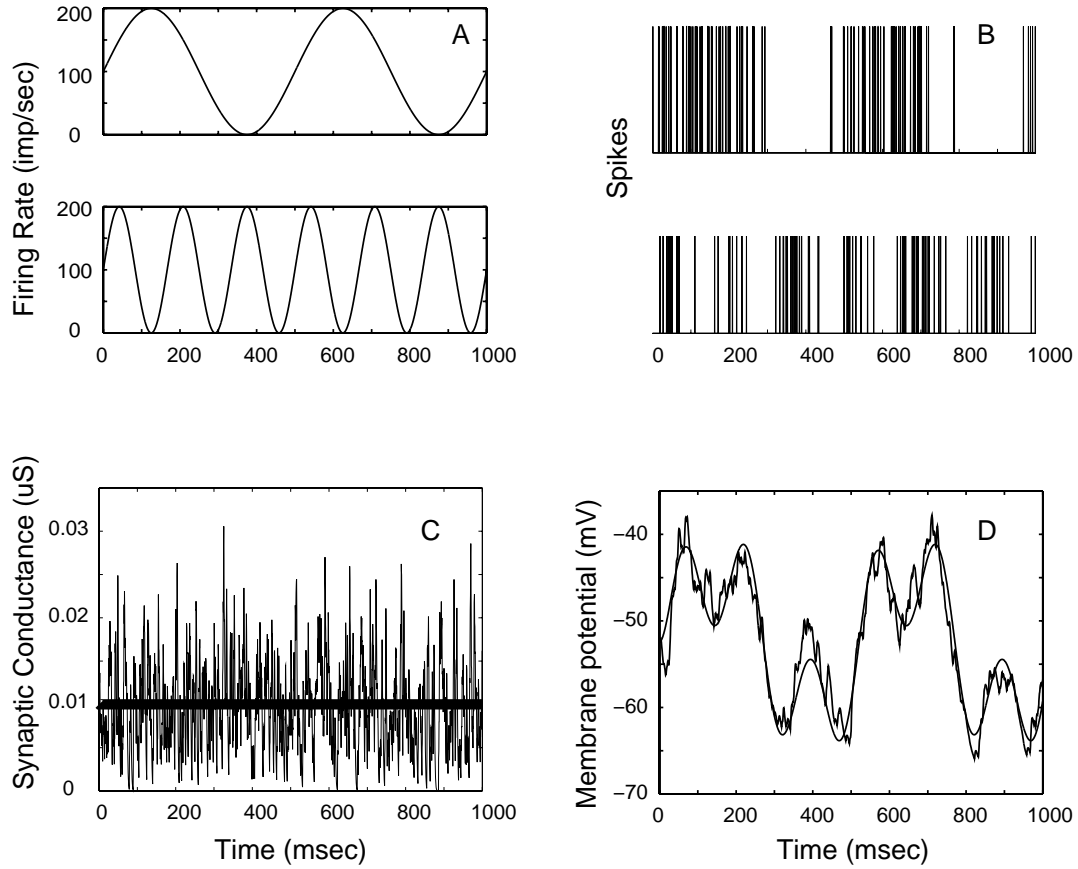 A
200
100
0
200
100
0
Firing Rate (imp/sec)
0 200 400 600 800 1000
B
Spikes
0 200 400 600 800 1000
C
Synaptic Conductance (uS)
0.03
0.02
0.01
0
0 200 400 600 800 1000
Time (msec)
D
Membrane potential (mV)
−40
−50
−60
−70
0 200 400 600 800 1000
Time (msec)